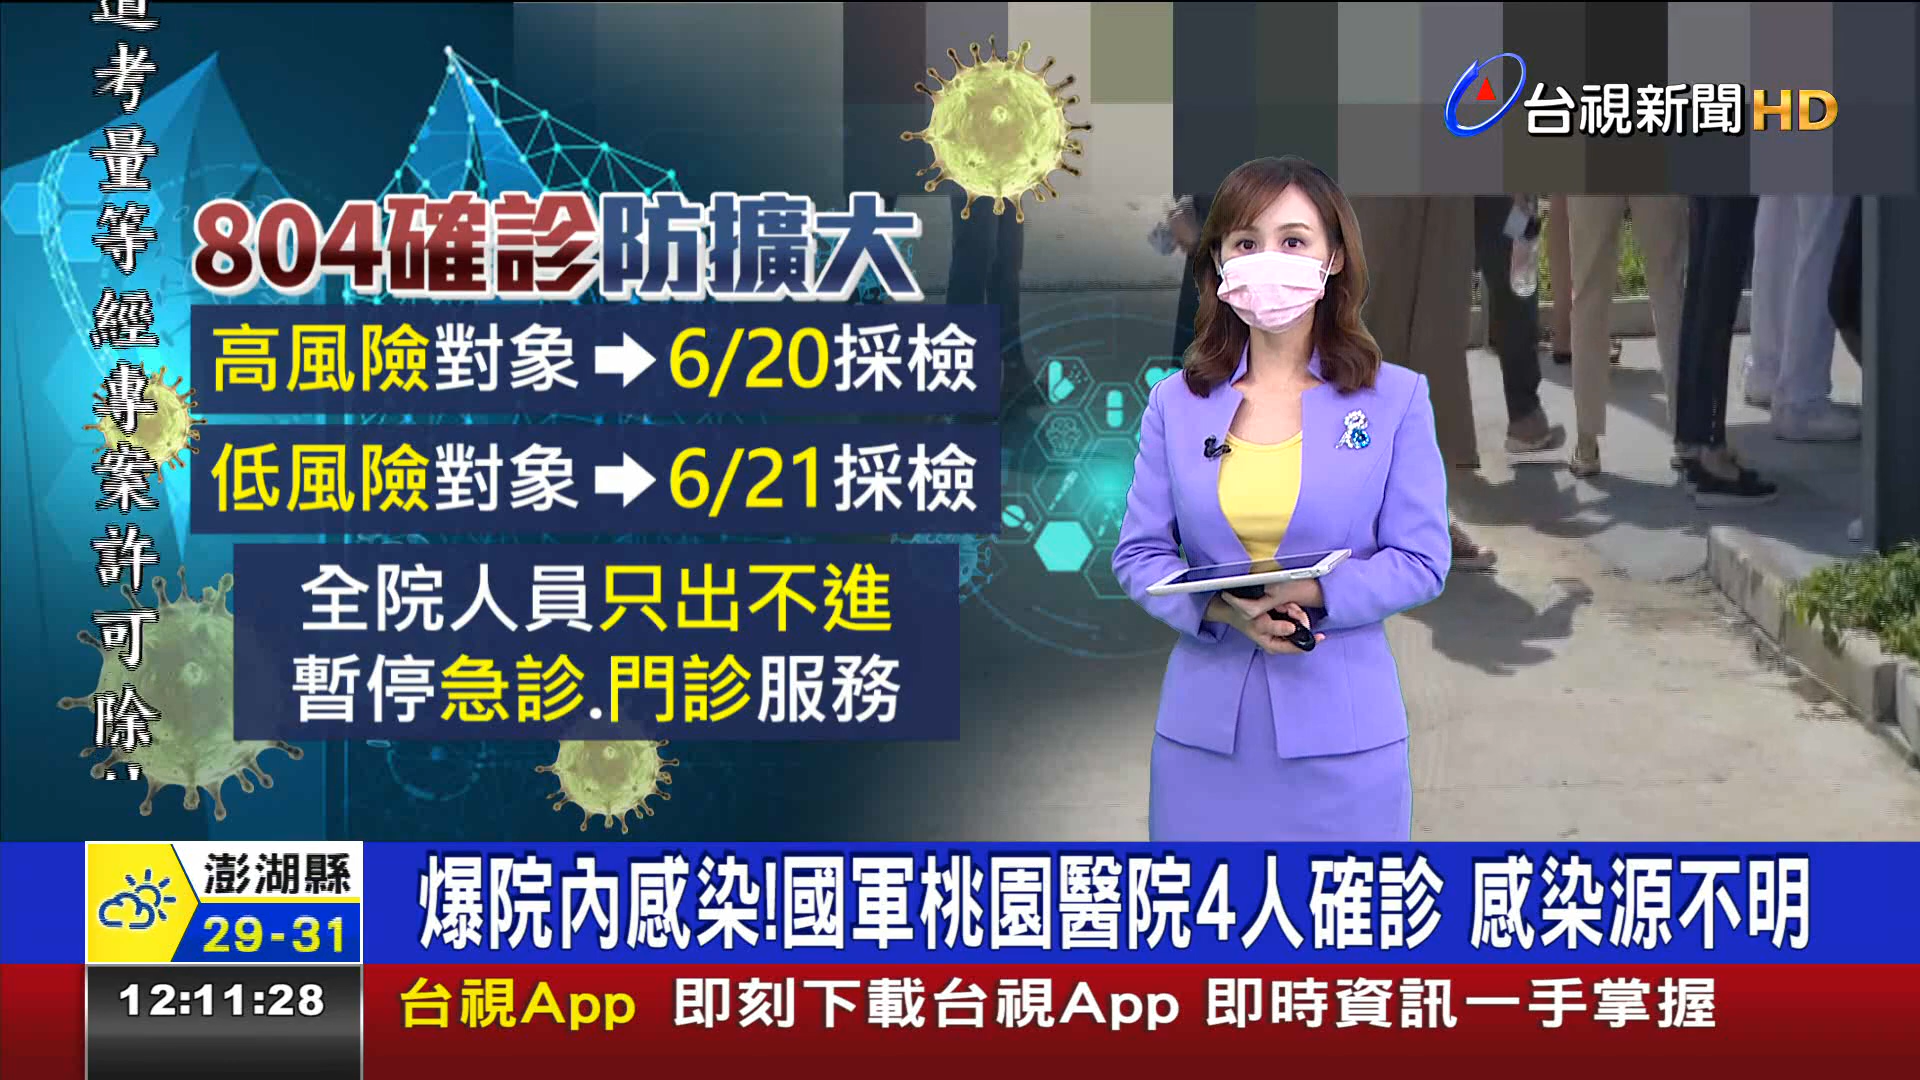 道考量等經專案許可除
台視新聞HD
804確診防擴大
高風險對象➡6/20採檢
低風險對象➡6/21採檢
全院人員只出不進
暫停急診.門診服務
澎湖縣
29-31
爆院內感染!國軍桃園醫院4人確診 感染源不明
12:11:28
台視App 即刻下載台視App 即時資訊一手掌握